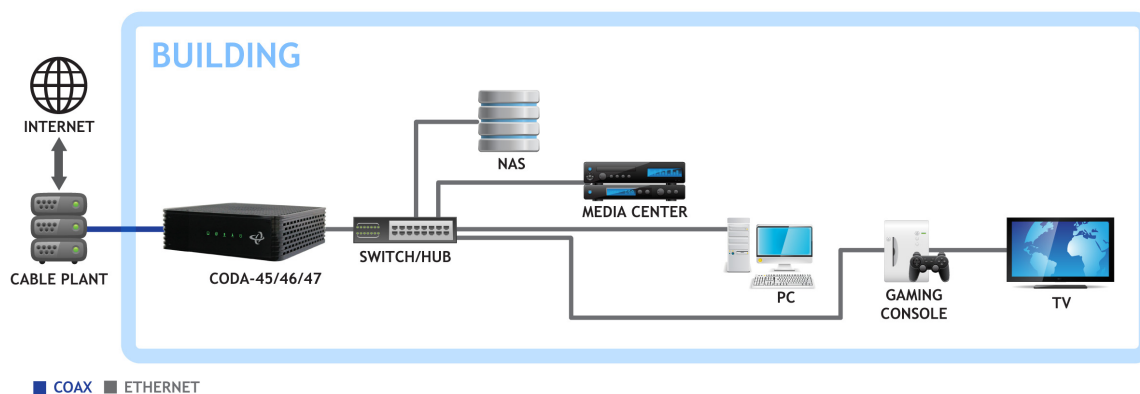 BUILDING
INTERNET
NAS
MEDIA CENTER
SWITCH/HUB
CABLE PLANT
CODA-45/46/47
PC
GAMING
CONSOLE
TV
COAX
ETHERNET